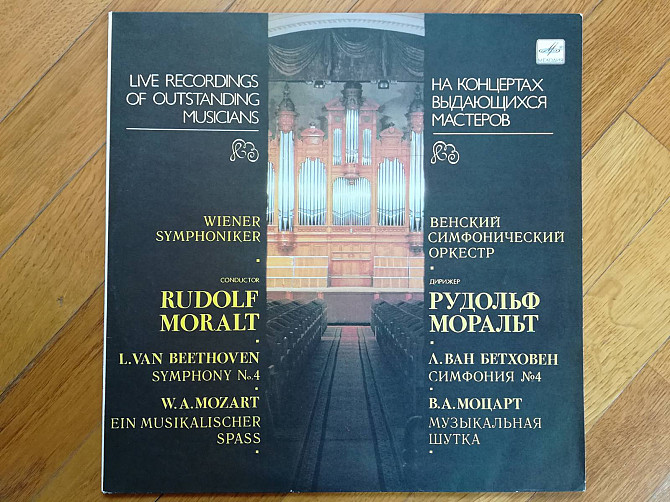 LIVE RECORDINGS
OF OUTSTANDING
MUSICIANS
WIENER
SYMPHONIKER
CONDUCTOR
RUDOLF
MORALT
L.VAN BEETHOVEN
SYMPHONY No.4
W.A.MOZART
EIN MUSIKALISCHER
SPASS
МЕЛОДИЯ
НА КОНЦЕРТАХ
ВЫДАЮЩИХСЯ
МАСТЕРОВ
ВЕНСКИЙ
СИМФОНИЧЕСКИЙ
ОРКЕСТР
ДИРИЖЕР
РУДОЛЬФ
МОРАЛЬТ
Л.ВАН БЕТХОВЕН
СИМФОНИЯ №4
В.А.МОЦАРТ
МУЗЫКАЛЬНАЯ
ШУТКА